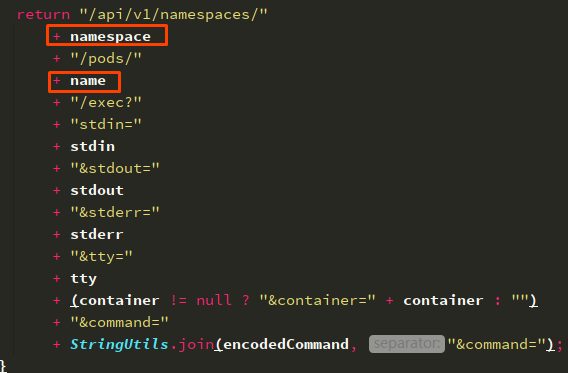 return "/api/v1/namespaces/"
+ namespace
+ "/pods/"
+ name
+ "/exec?"
+ "stdin="
+ stdin
+ "&stdout="
+ stdout
+ "&stderr="
+ stderr
+ "&tty="
+ tty
+ (container != null ? "&container=" + container : "")
+ "&command="
+ StringUtils.join(encodedCommand, separator: "&command=");
}